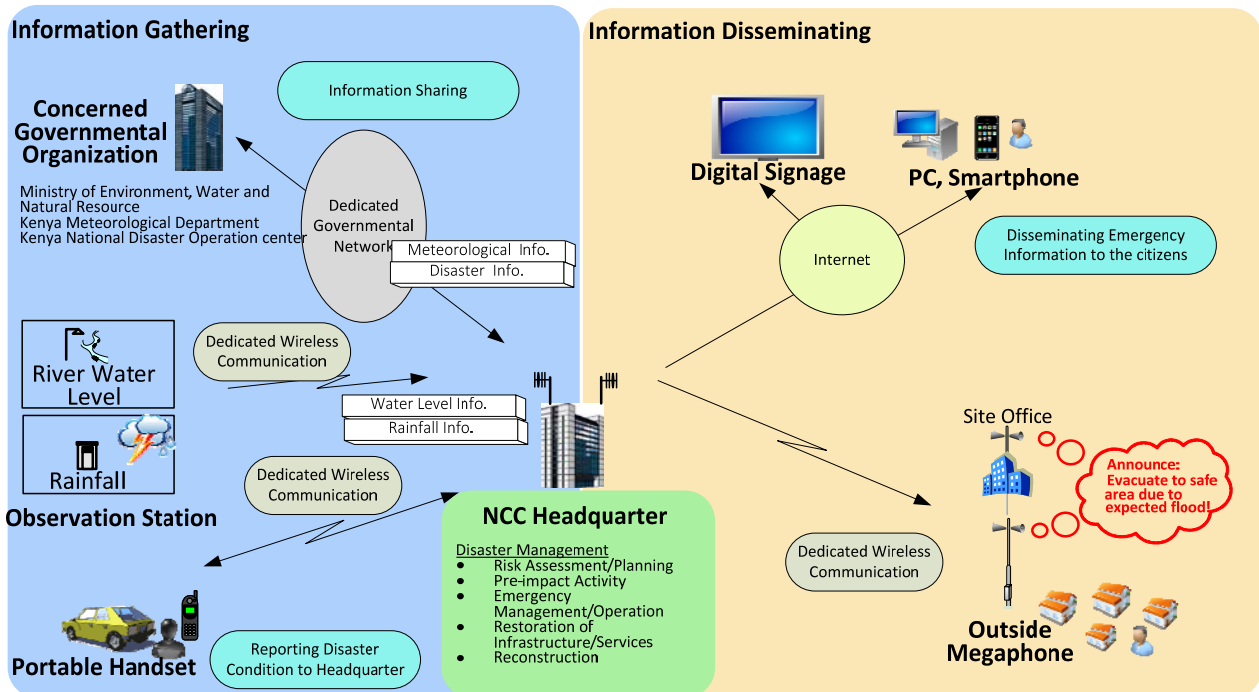 Information Gathering
Information Sharing
Concerned
Governmental
Organization
Ministry of Environment, Water and
Natural Resource
Kenya Meteorological Department
Kenya National Disaster Operation center
Dedicated
Governmental
Network
Meteorological Info.
Disaster Info.
River Water
Level
Rainfall
Observation Station
Dedicated Wireless
Communication
Water Level Info.
Rainfall Info.
Dedicated Wireless
Communication
Portable Handset
Reporting Disaster
Condition to Headquarter
NCC Headquarter
Disaster Management
● Risk Assessment/Planning
● Pre-impact Activity
● Emergency
Management/Operation
● Restoration of
Infrastructure/Services
● Reconstruction
Information Disseminating
Digital Signage
PC, Smartphone
Internet
Disseminating Emergency
Information to the citizens
Site Office
Announce:
Evacuate to safe
area due to
expected flood!
Dedicated Wireless
Communication
Outside
Megaphone